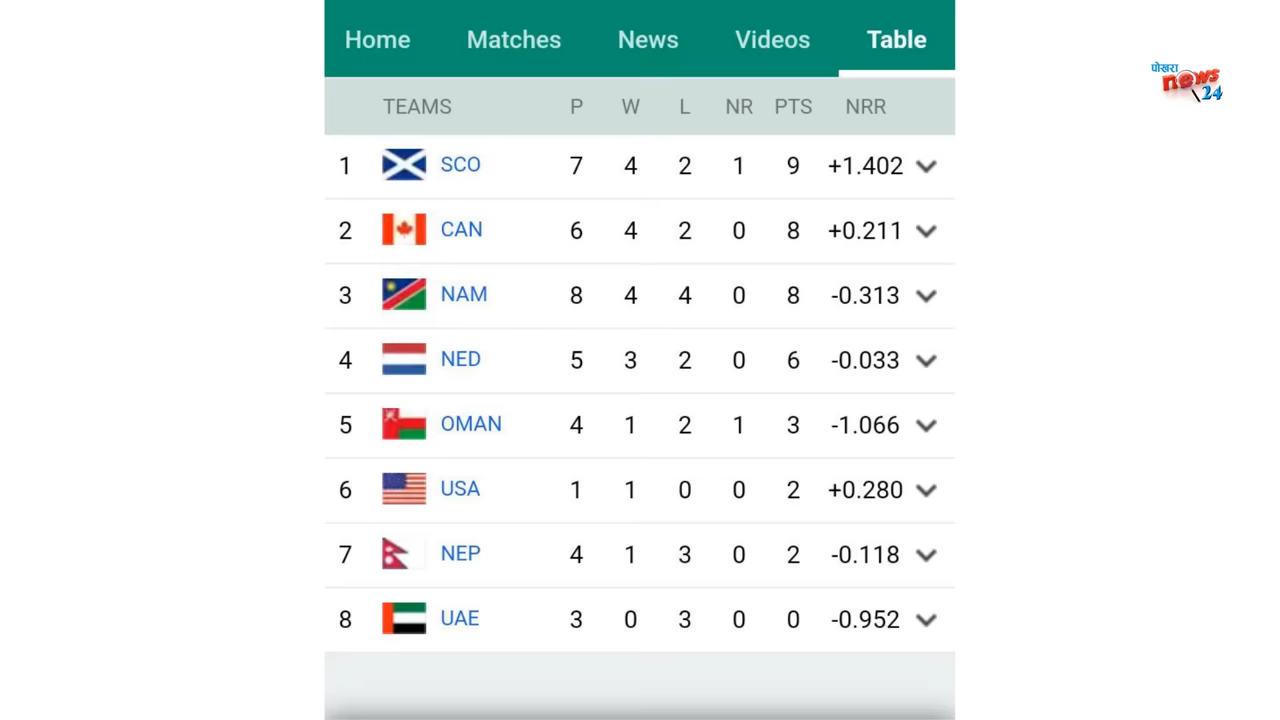 Home Matches News Videos Table
पोखरा
news
24
TEAMS P W L NR PTS NRR
1 SCO 7 4 2 1 9 +1.402
2 CAN 6 4 2 0 8 +0.211
3 NAM 8 4 4 0 8 -0.313
4 NED 5 3 2 0 6 -0.033
5 OMAN 4 1 2 1 3 -1.066
6 USA 1 1 0 0 2 +0.280
7 NEP 4 1 3 0 2 -0.118
8 UAE 3 0 3 0 0 -0.952